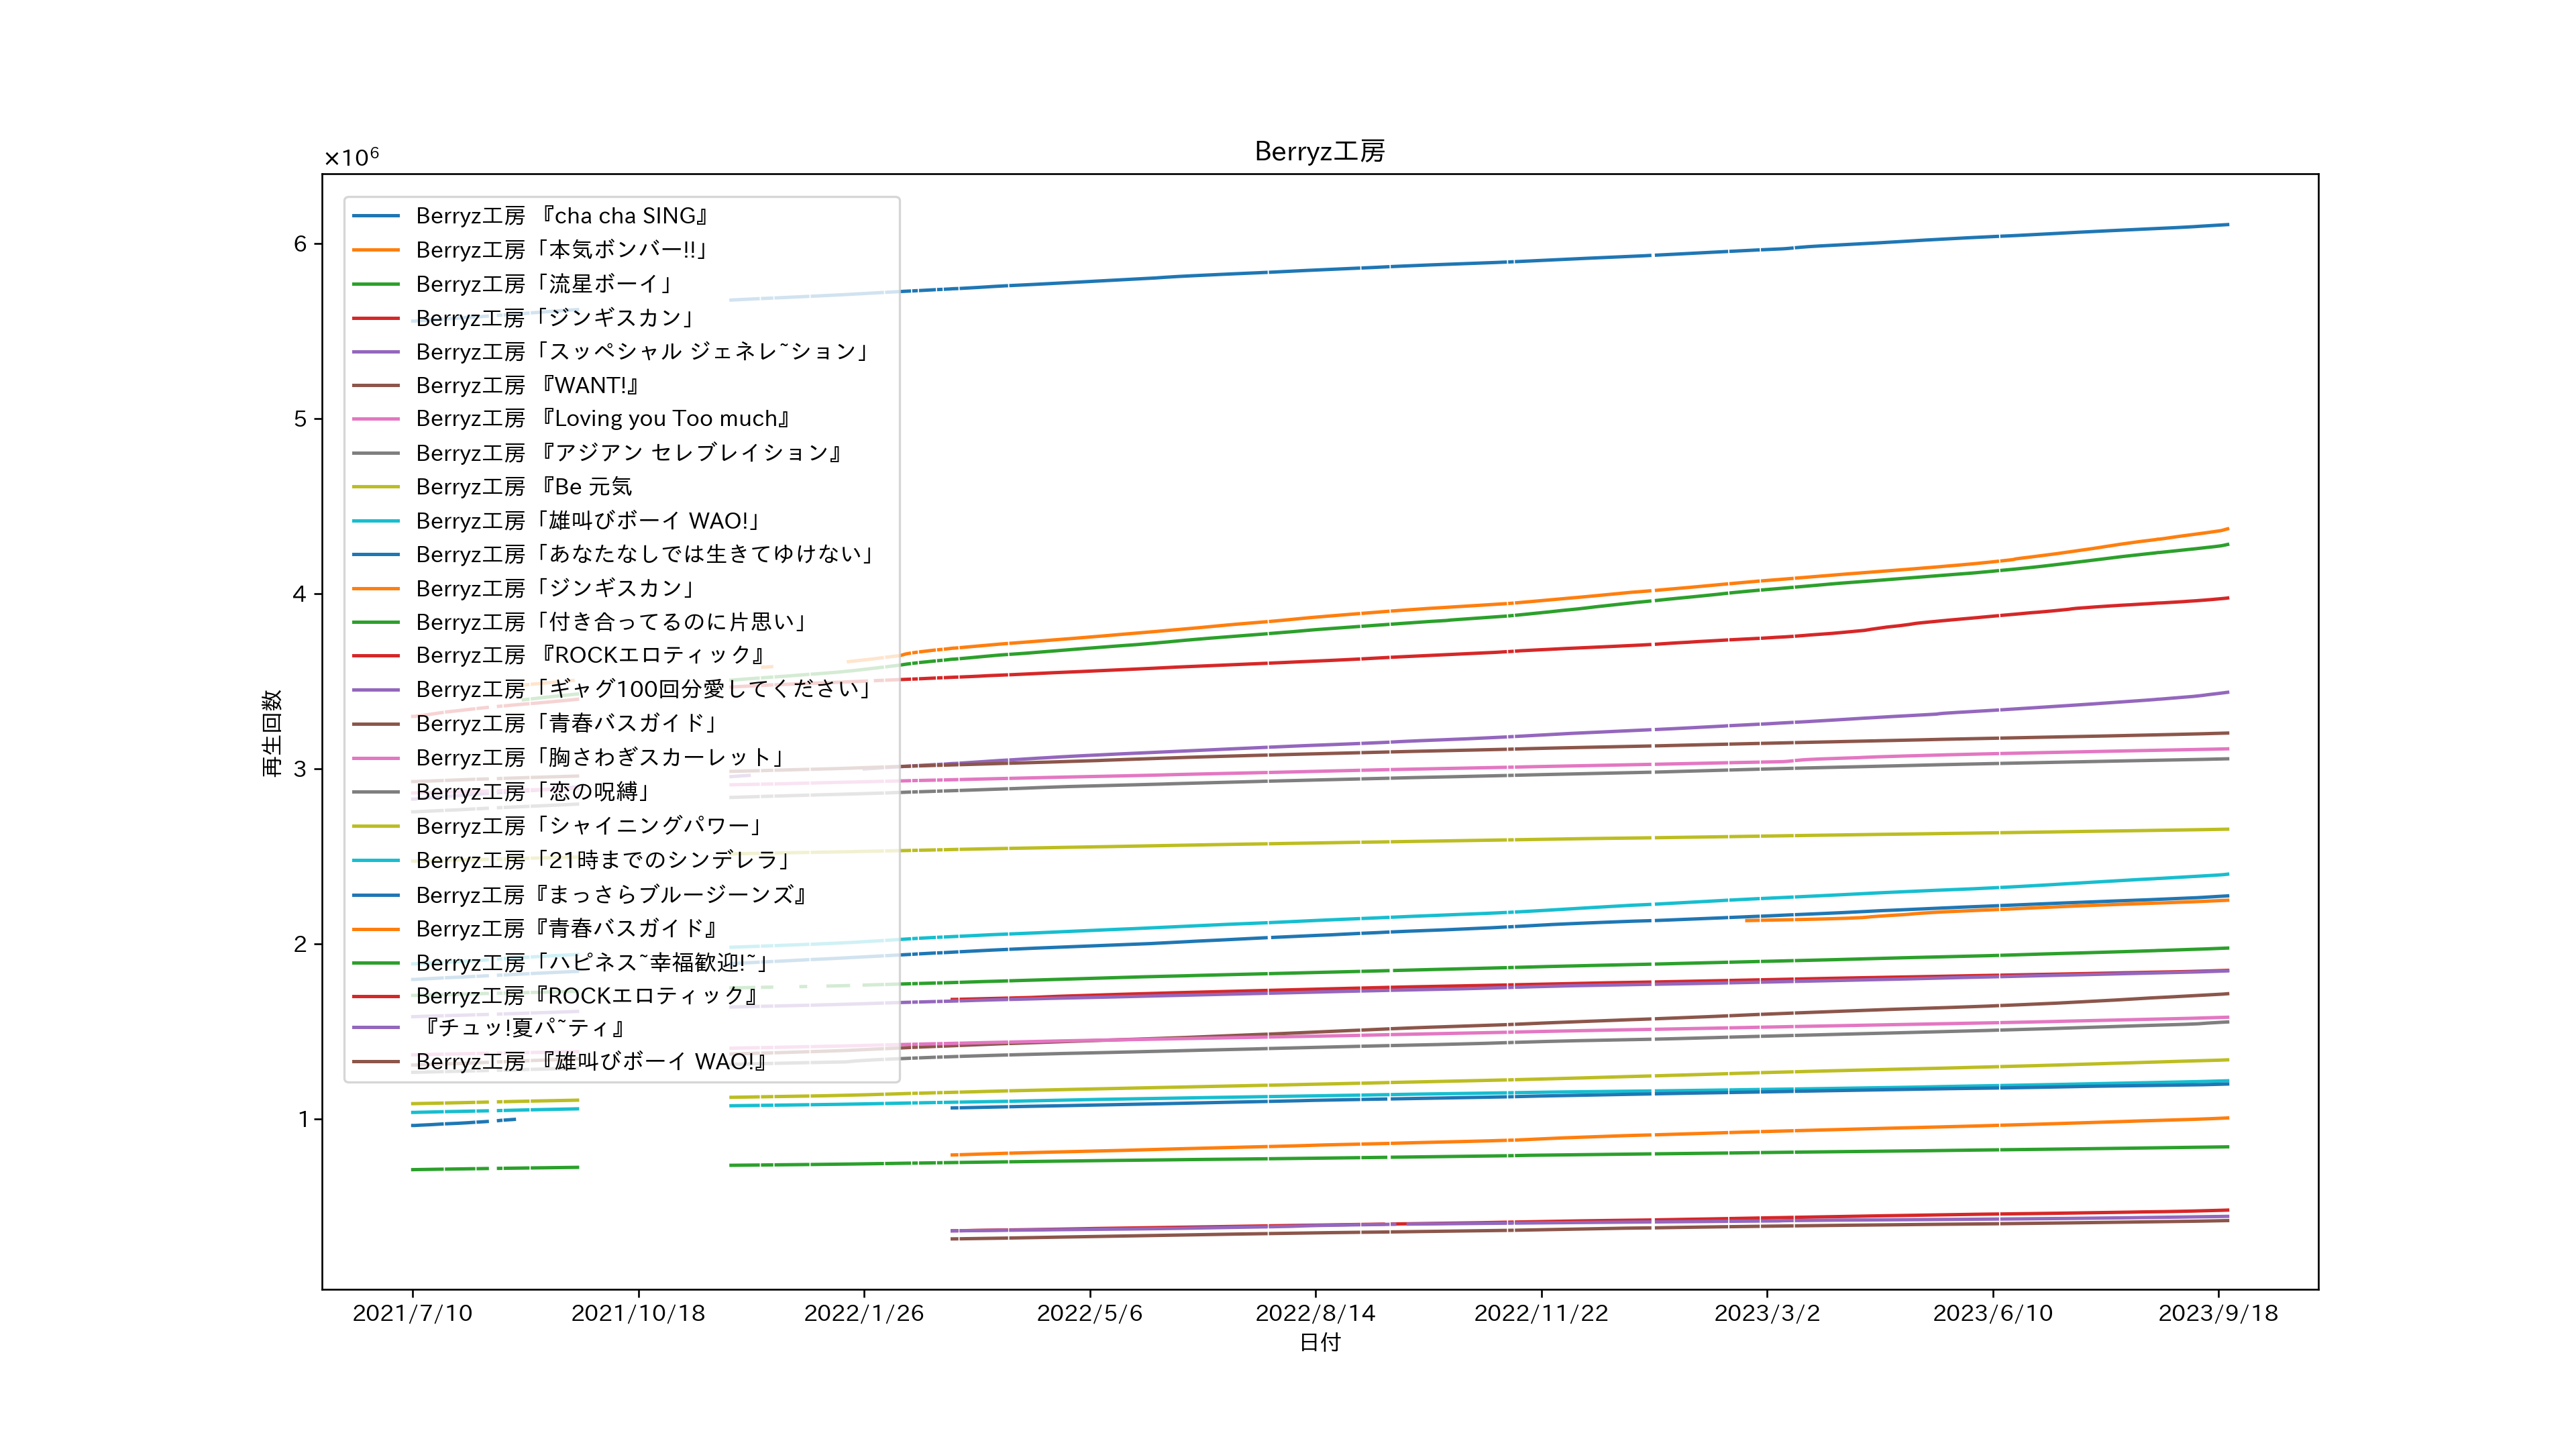 Berryz工房
×10⁶
Berryz工房 『cha cha SING』
Berryz工房「本気ボンバー!!」
Berryz工房「流星ボーイ」
Berryz工房「ジンギスカン」
Berryz工房「スッペシャル ジェネレ~ション」
Berryz工房 『WANT!』
Berryz工房 『Loving you Too much』
Berryz工房 『アジアン セレブレイション』
Berryz工房 『Be 元気
Berryz工房「雄叫びボーイ WAO!」
Berryz工房「あなたなしでは生きてゆけない」
Berryz工房「ジンギスカン」
Berryz工房「付き合ってるのに片思い」
Berryz工房 『ROCKエロティック』
Berryz工房「ギャグ100回分愛してください」
Berryz工房「青春バスガイド」
Berryz工房「胸さわぎスカーレット」
Berryz工房「恋の呪縛」
Berryz工房「シャイニングパワー」
Berryz工房「21時までのシンデレラ」
Berryz工房『まっさらブルージーンズ』
Berryz工房『青春バスガイド』
Berryz工房「ハピネス~幸福歓迎!~」
Berryz工房『ROCKエロティック』
『チュッ!夏パ~ティ』
Berryz工房 『雄叫びボーイ WAO!』
6
5
4
3
2
1
再生回数
2021/7/10
2021/10/18
2022/1/26
2022/5/6
2022/8/14
2022/11/22
2023/3/2
2023/6/10
2023/9/18
日付